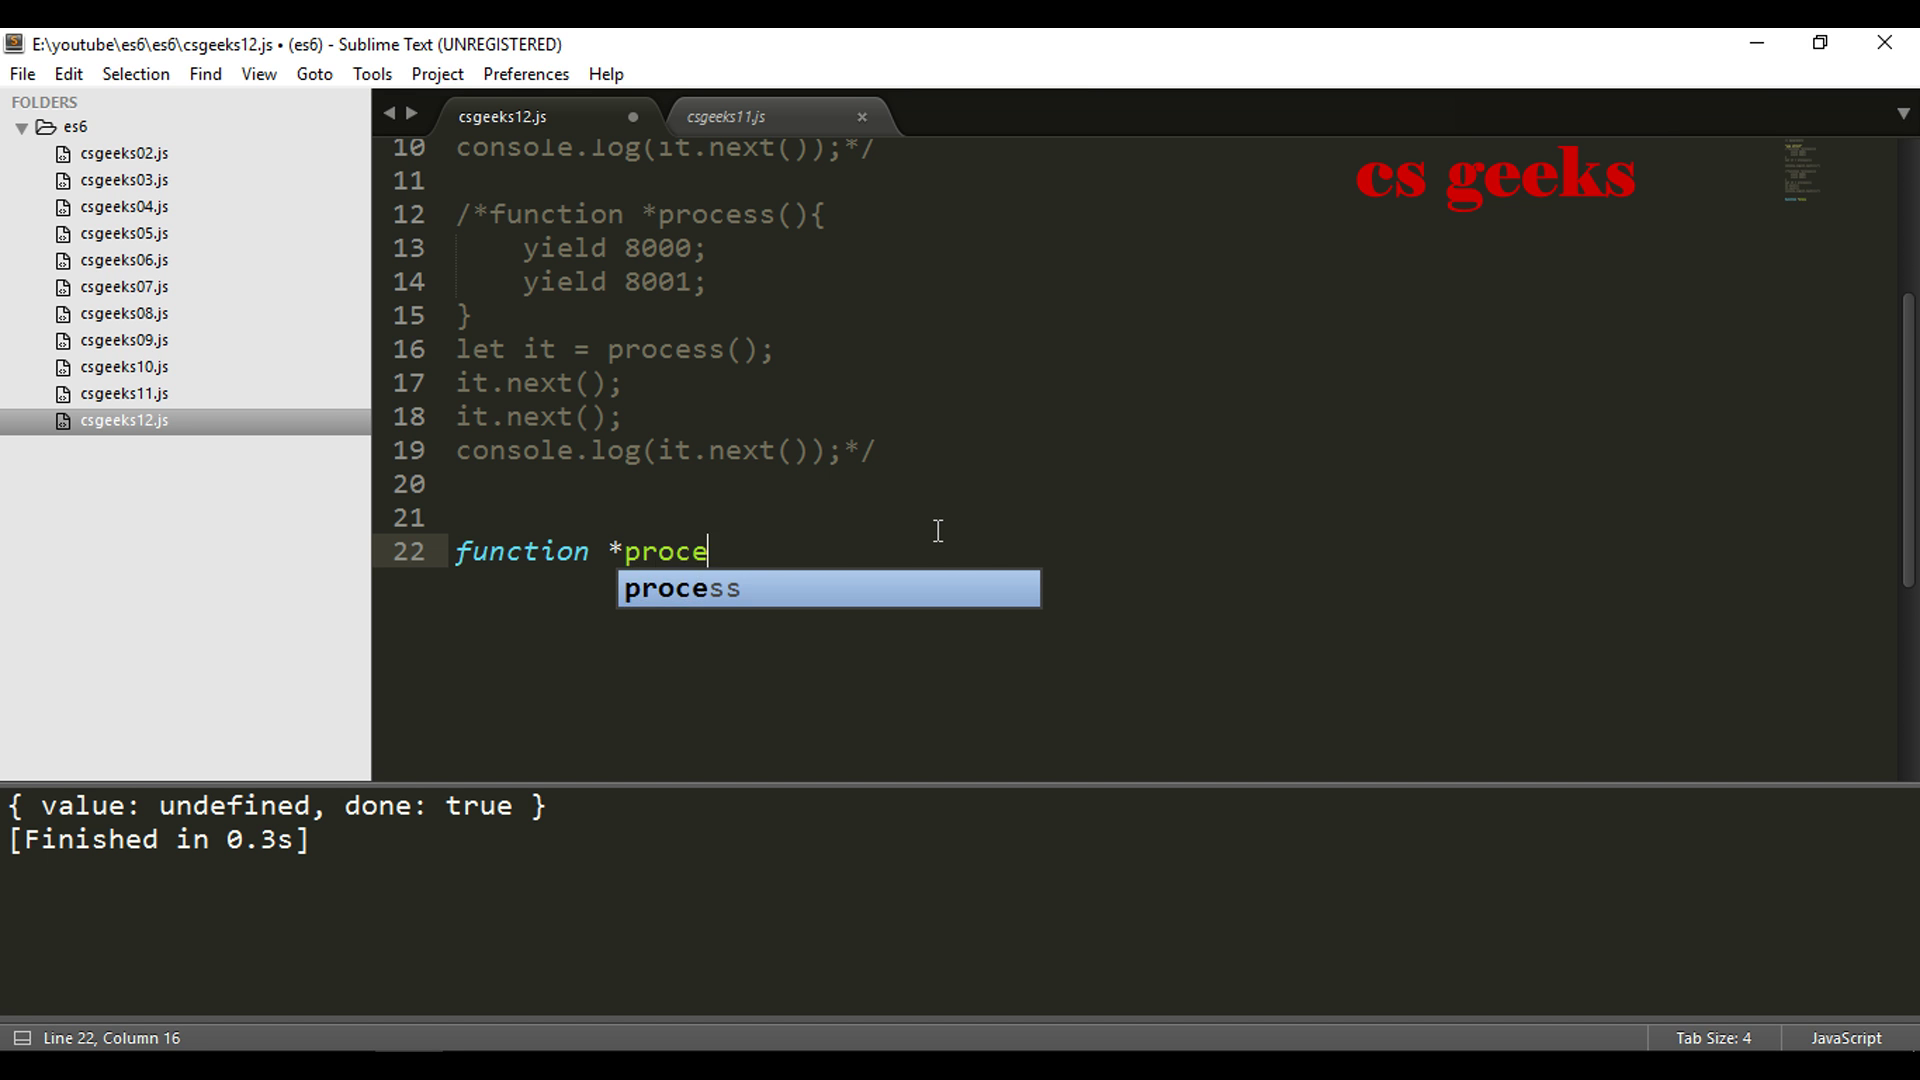 E:\youtube\es6\es6\csgeeks12.js • (es6) - Sublime Text (UNREGISTERED)
File Edit Selection Find View Goto Tools Project Preferences Help
FOLDERS
es6
csgeeks02.js
csgeeks03.js
csgeeks04.js
csgeeks05.js
csgeeks06.js
csgeeks07.js
csgeeks08.js
csgeeks09.js
csgeeks10.js
csgeeks11.js
csgeeks12.js
csgeeks12.js csgeeks11.js
cs geeks
10 console.log(it.next());*/
11
12 /*function *process(){
13     yield 8000;
14     yield 8001;
15 }
16 let it = process();
17 it.next();
18 it.next();
19 console.log(it.next());*/
20
21
22 function *proce
process
{ value: undefined, done: true }
[Finished in 0.3s]
Line 22, Column 16 Tab Size: 4 JavaScript